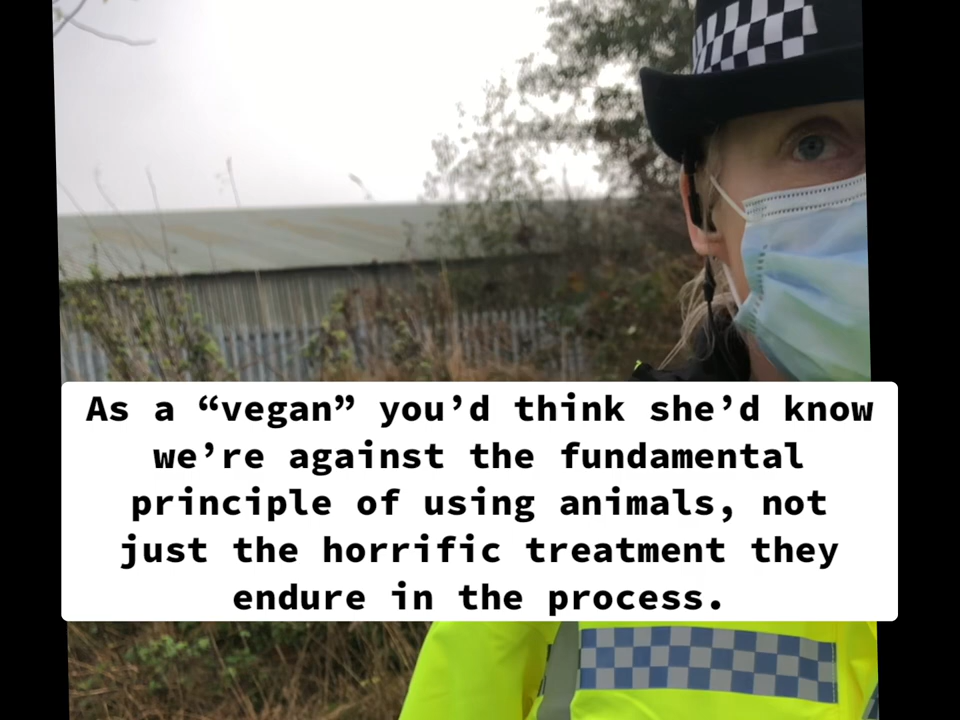 As a “vegan” you’d think she’d know
we’re against the fundamental
principle of using animals, not
just the horrific treatment they
endure in the process.